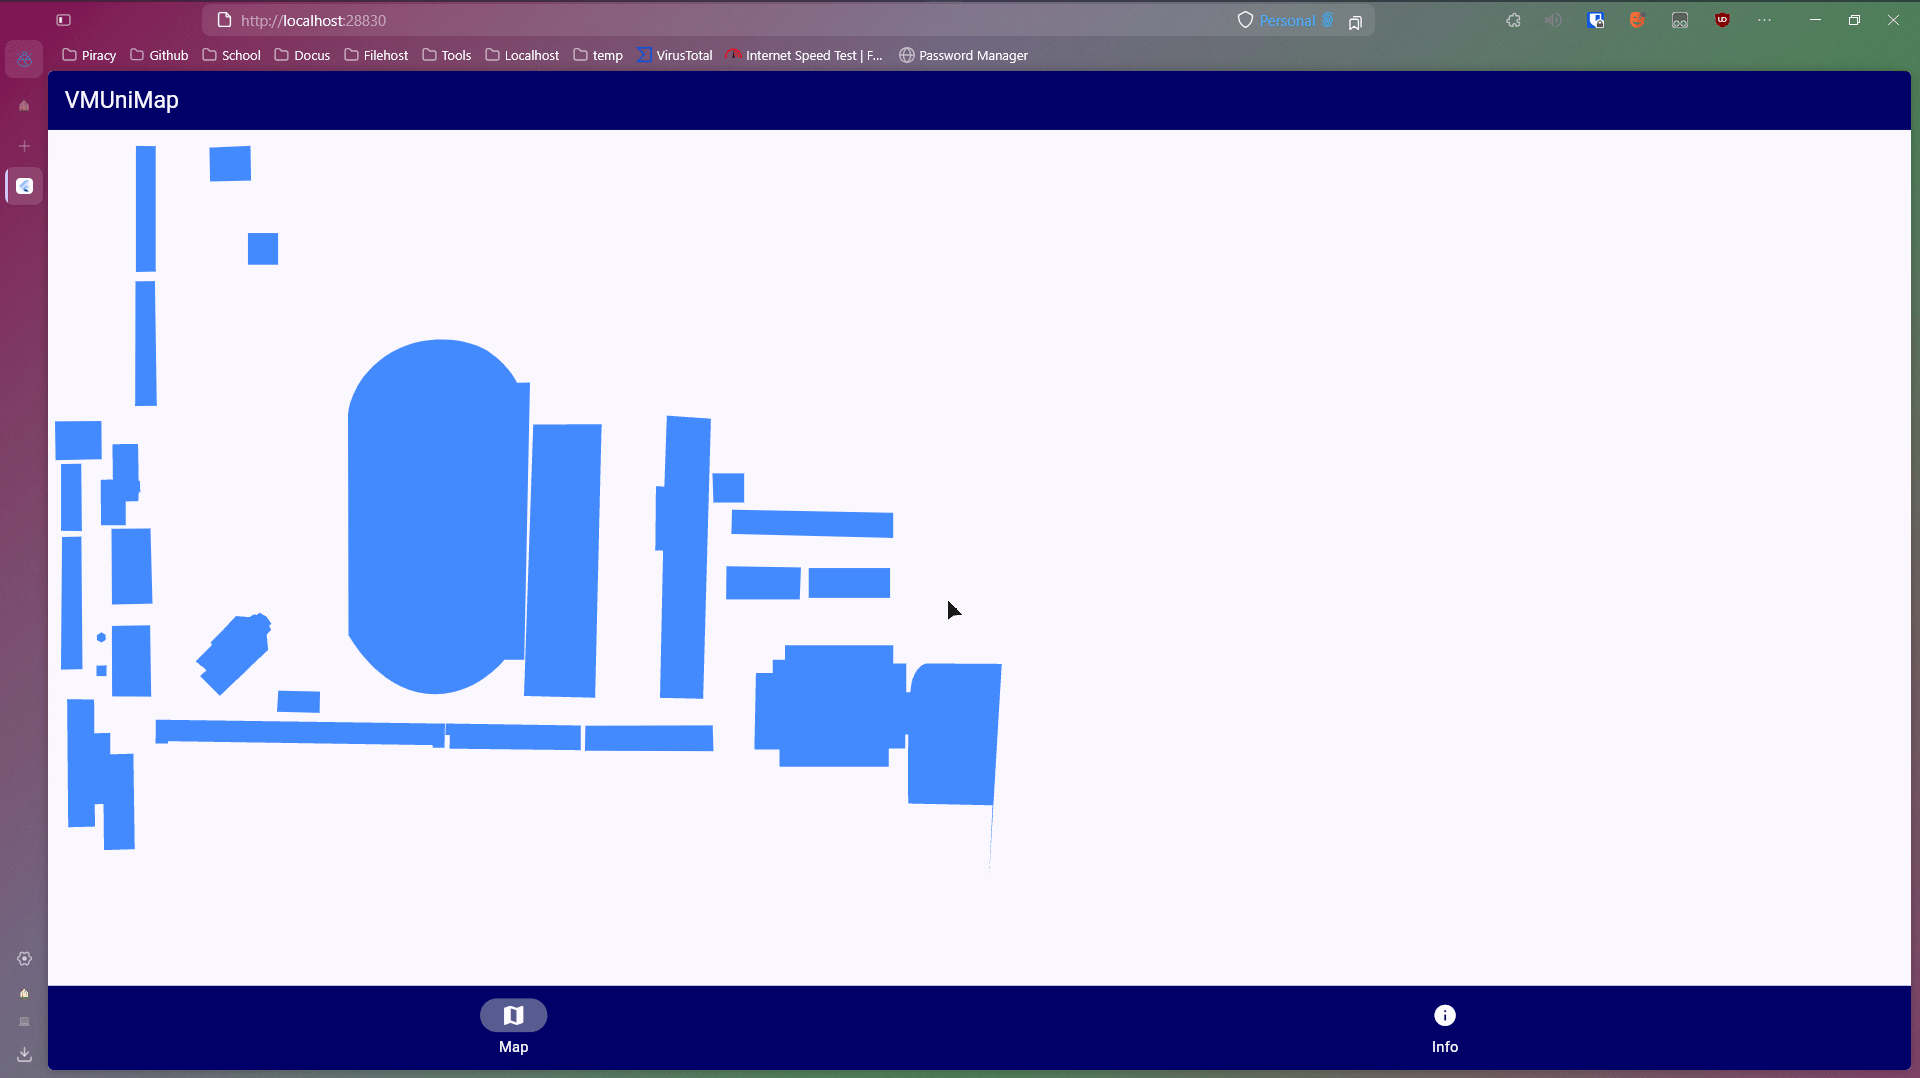 http://localhost:28830
Personal
Piracy Github School Docus Filehost Tools Localhost temp VirusTotal Internet Speed Test | F... Password Manager
VMUniMap
Map
Info